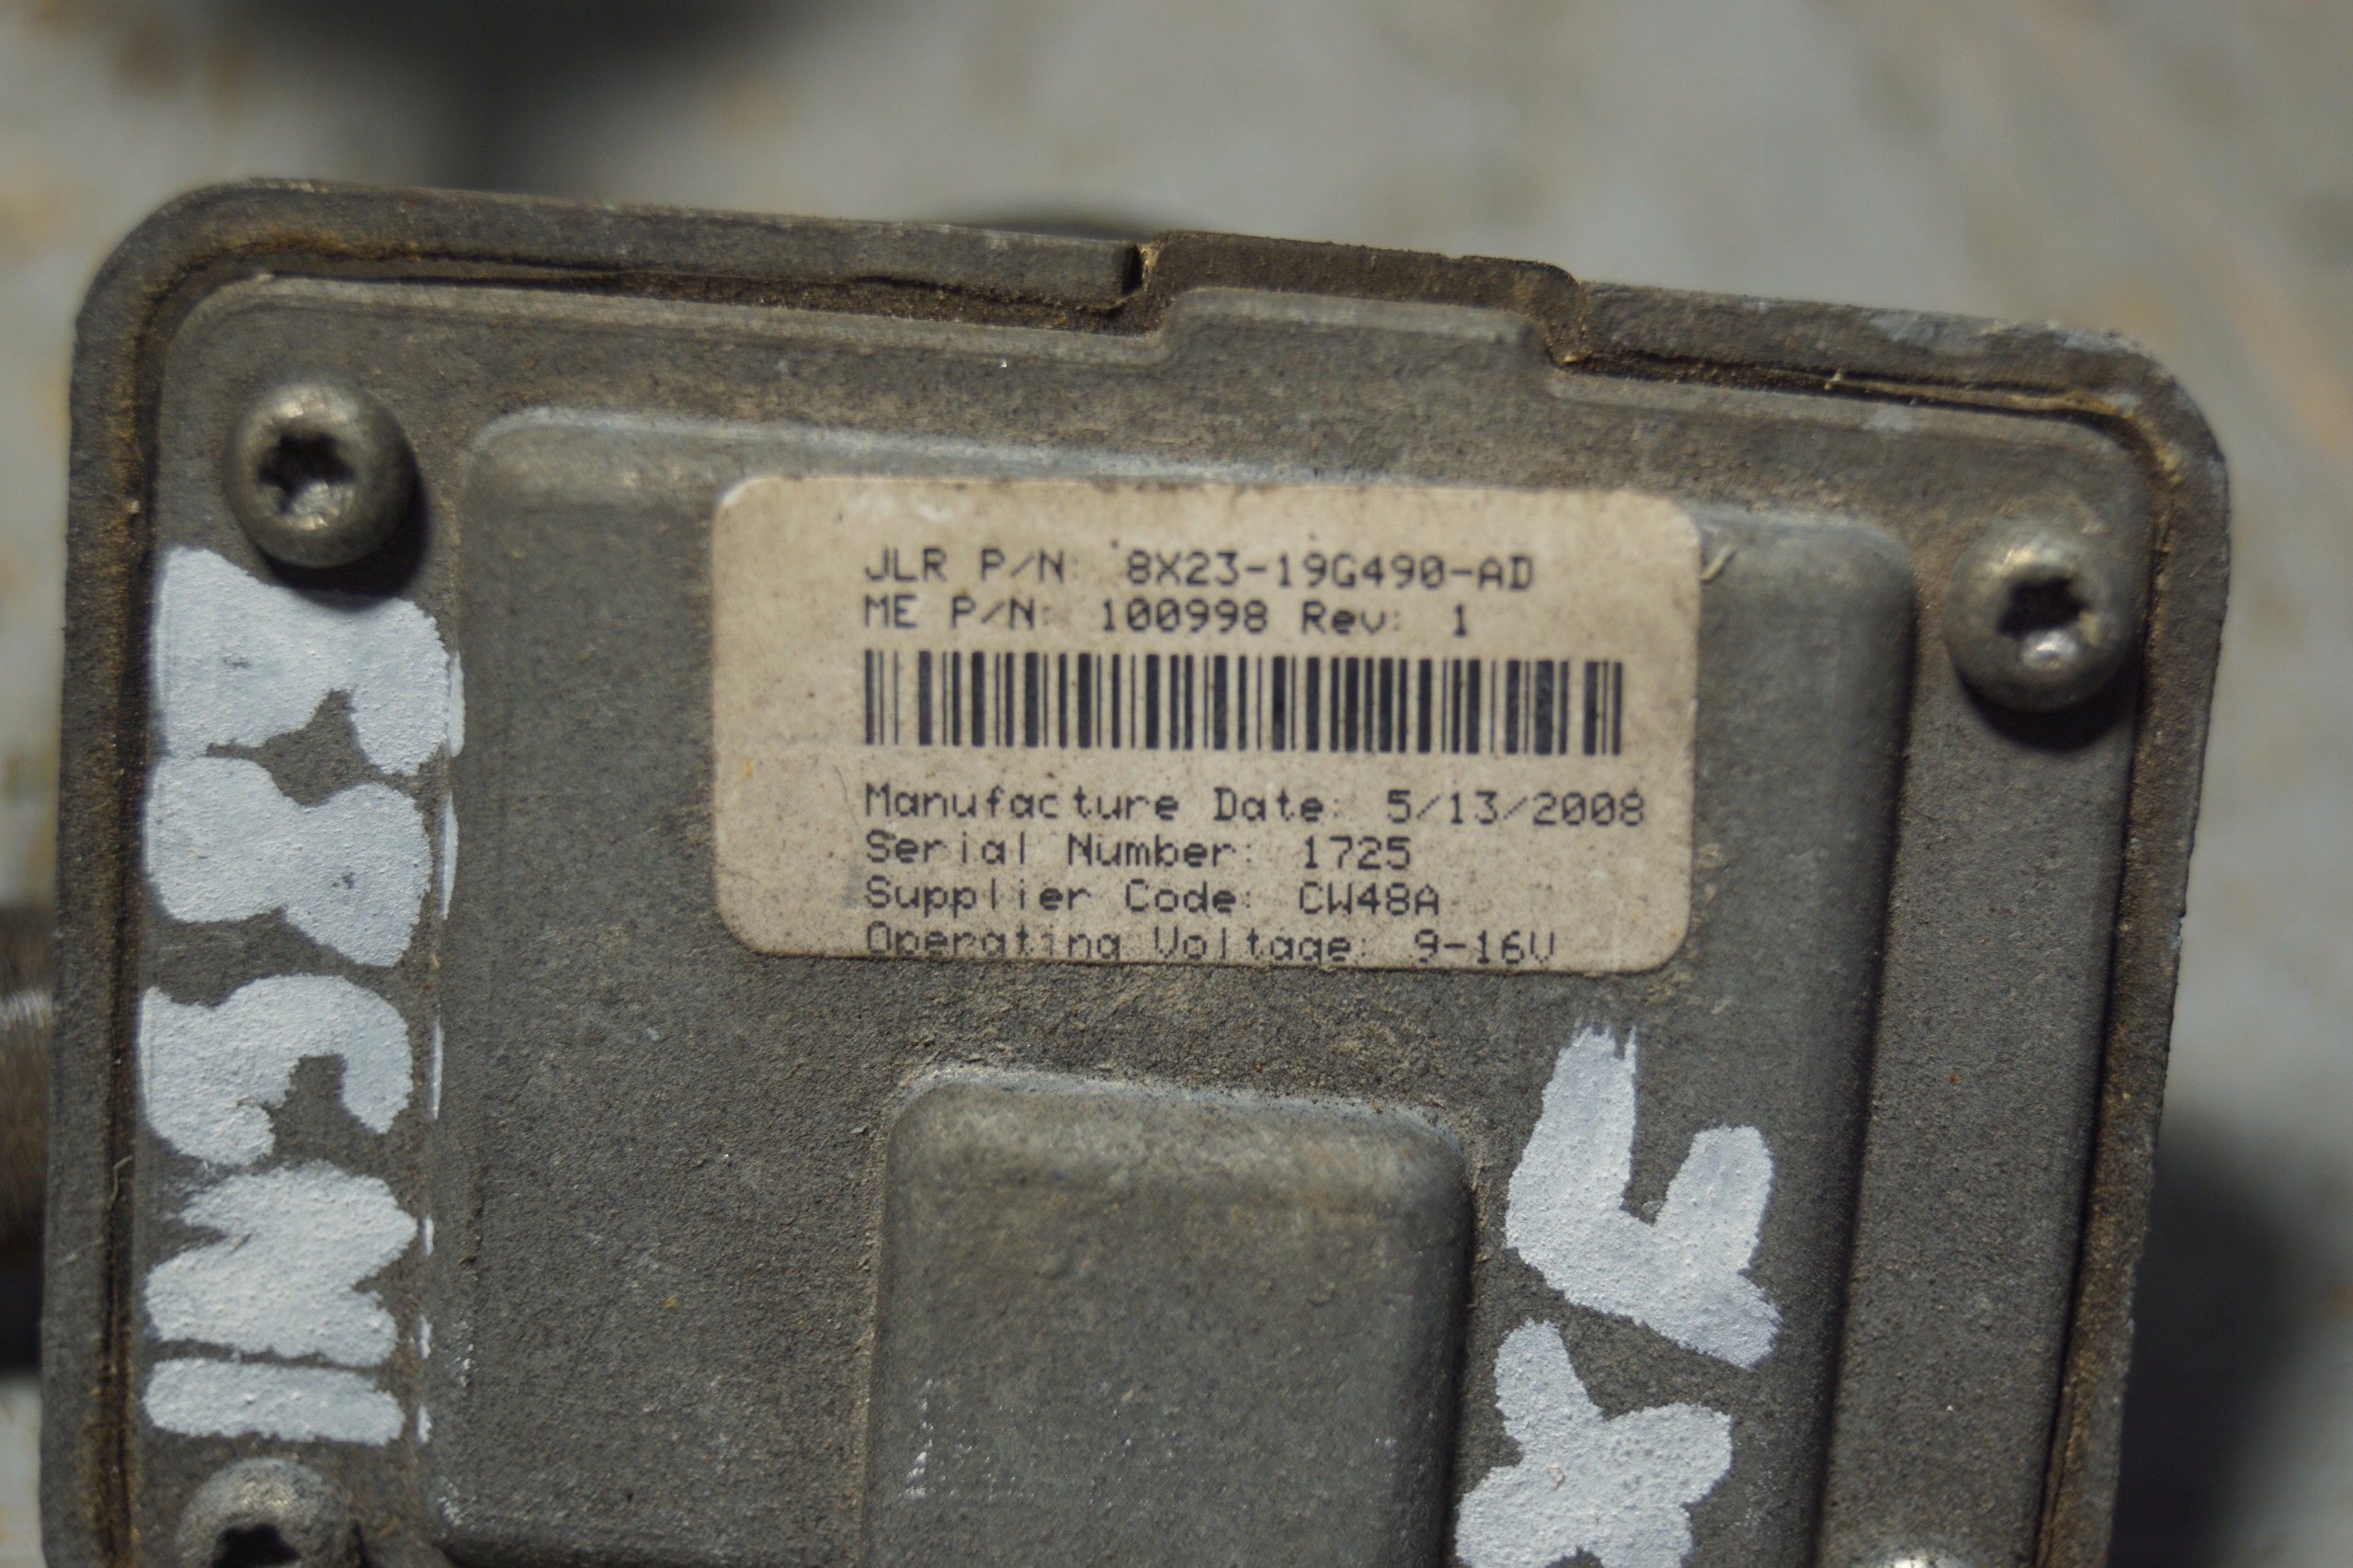 JLR P/N: 8X23-19G490-AD
ME P/N: 100998 Rev: 1
Manufacture Date: 5/13/2008
Serial Number: 1725
Supplier Code: CW48A
Operating Voltage: 9-16V